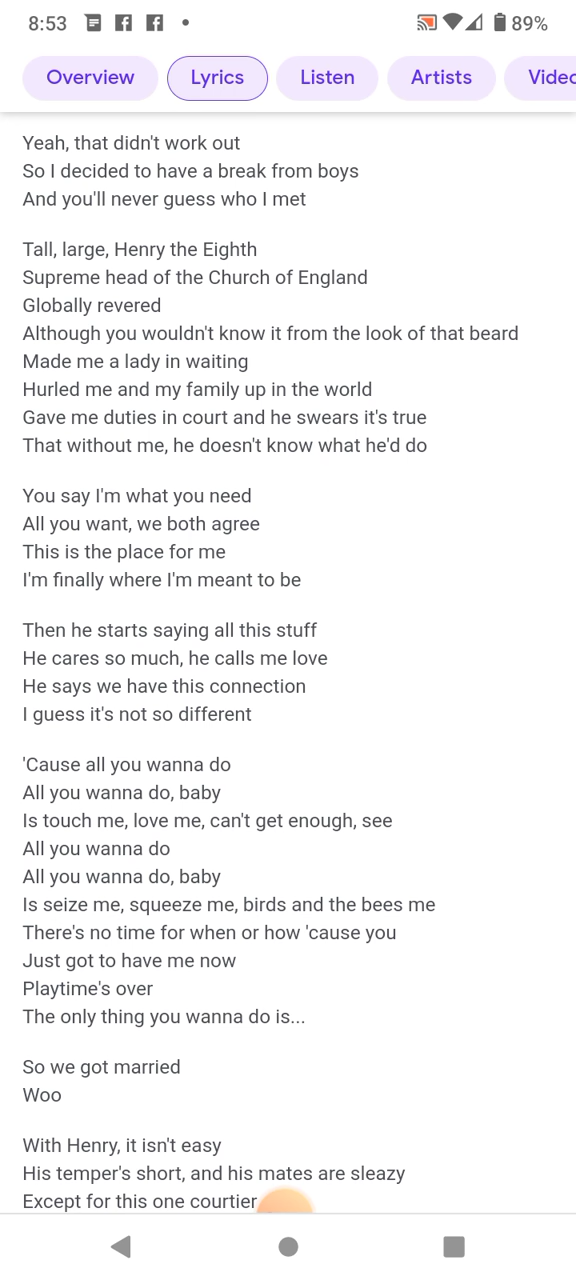 8:53
89%
Overview
Lyrics
Listen
Artists
Videc
Yeah, that didn't work out
So I decided to have a break from boys
And you'll never guess who I met
Tall, large, Henry the Eighth
Supreme head of the Church of England
Globally revered
Although you wouldn't know it from the look of that beard
Made me a lady in waiting
Hurled me and my family up in the world
Gave me duties in court and he swears it's true
That without me, he doesn't know what he'd do
You say I'm what you need
All you want, we both agree
This is the place for me
I'm finally where I'm meant to be
Then he starts saying all this stuff
He cares so much, he calls me love
He says we have this connection
I guess it's not so different
'Cause all you wanna do
All you wanna do, baby
Is touch me, love me, can't get enough, see
All you wanna do
All you wanna do, baby
Is seize me, squeeze me, birds and the bees me
There's no time for when or how 'cause you
Just got to have me now
Playtime's over
The only thing you wanna do is...
So we got married
Woo
With Henry, it isn't easy
His temper's short, and his mates are sleazy
Except for this one courtier